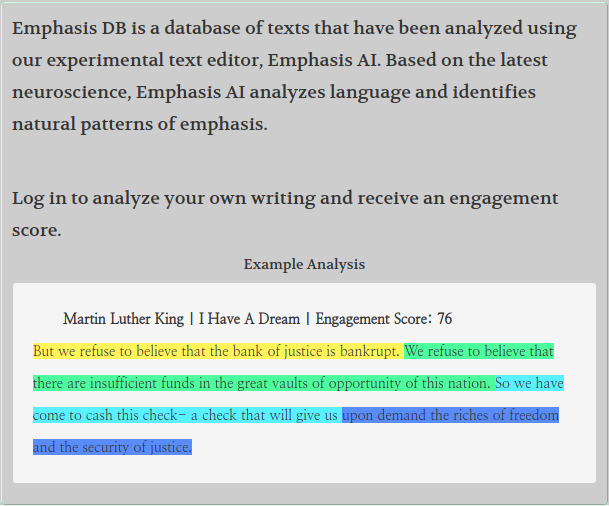 Emphasis DB is a database of texts that have been analyzed using
our experimental text editor, Emphasis AI. Based on the latest
neuroscience, Emphasis AI analyzes language and identifies
natural patterns of emphasis.
Log in to analyze your own writing and receive an engagement
score.
Example Analysis
Martin Luther King | I Have A Dream | Engagement Score: 76
But we refuse to believe that the bank of justice is bankrupt. We refuse to believe that
there are insufficient funds in the great vaults of opportunity of this nation. So we have
come to cash this check– a check that will give us upon demand the riches of freedom
and the security of justice.